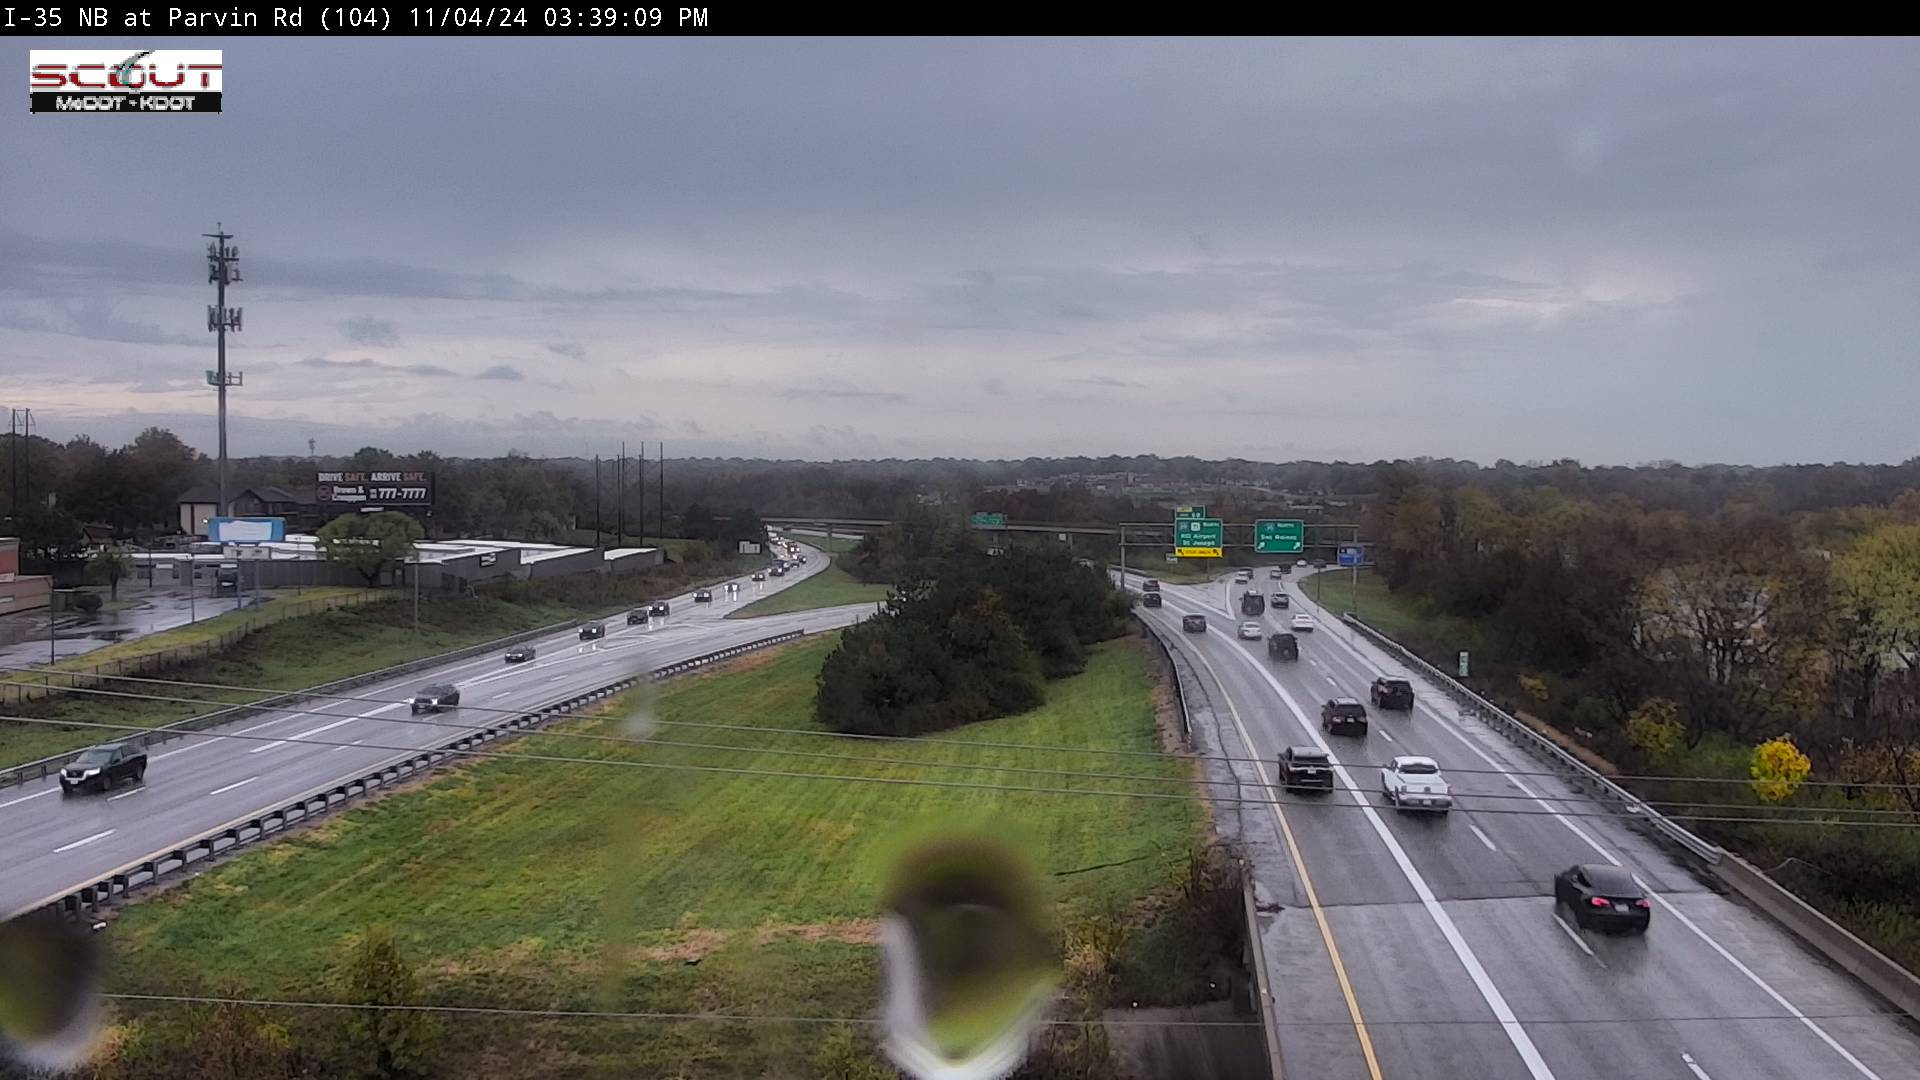 I-35 NB at Parvin Rd (104) 11/04/24 03:39:09 PM
SCOUT
MoDOT - KDOT
DRIVE SAFE. ARRIVE SAFE.
Brown &
777-7777
North
North
KCI Airport
Des Moines
St Joseph